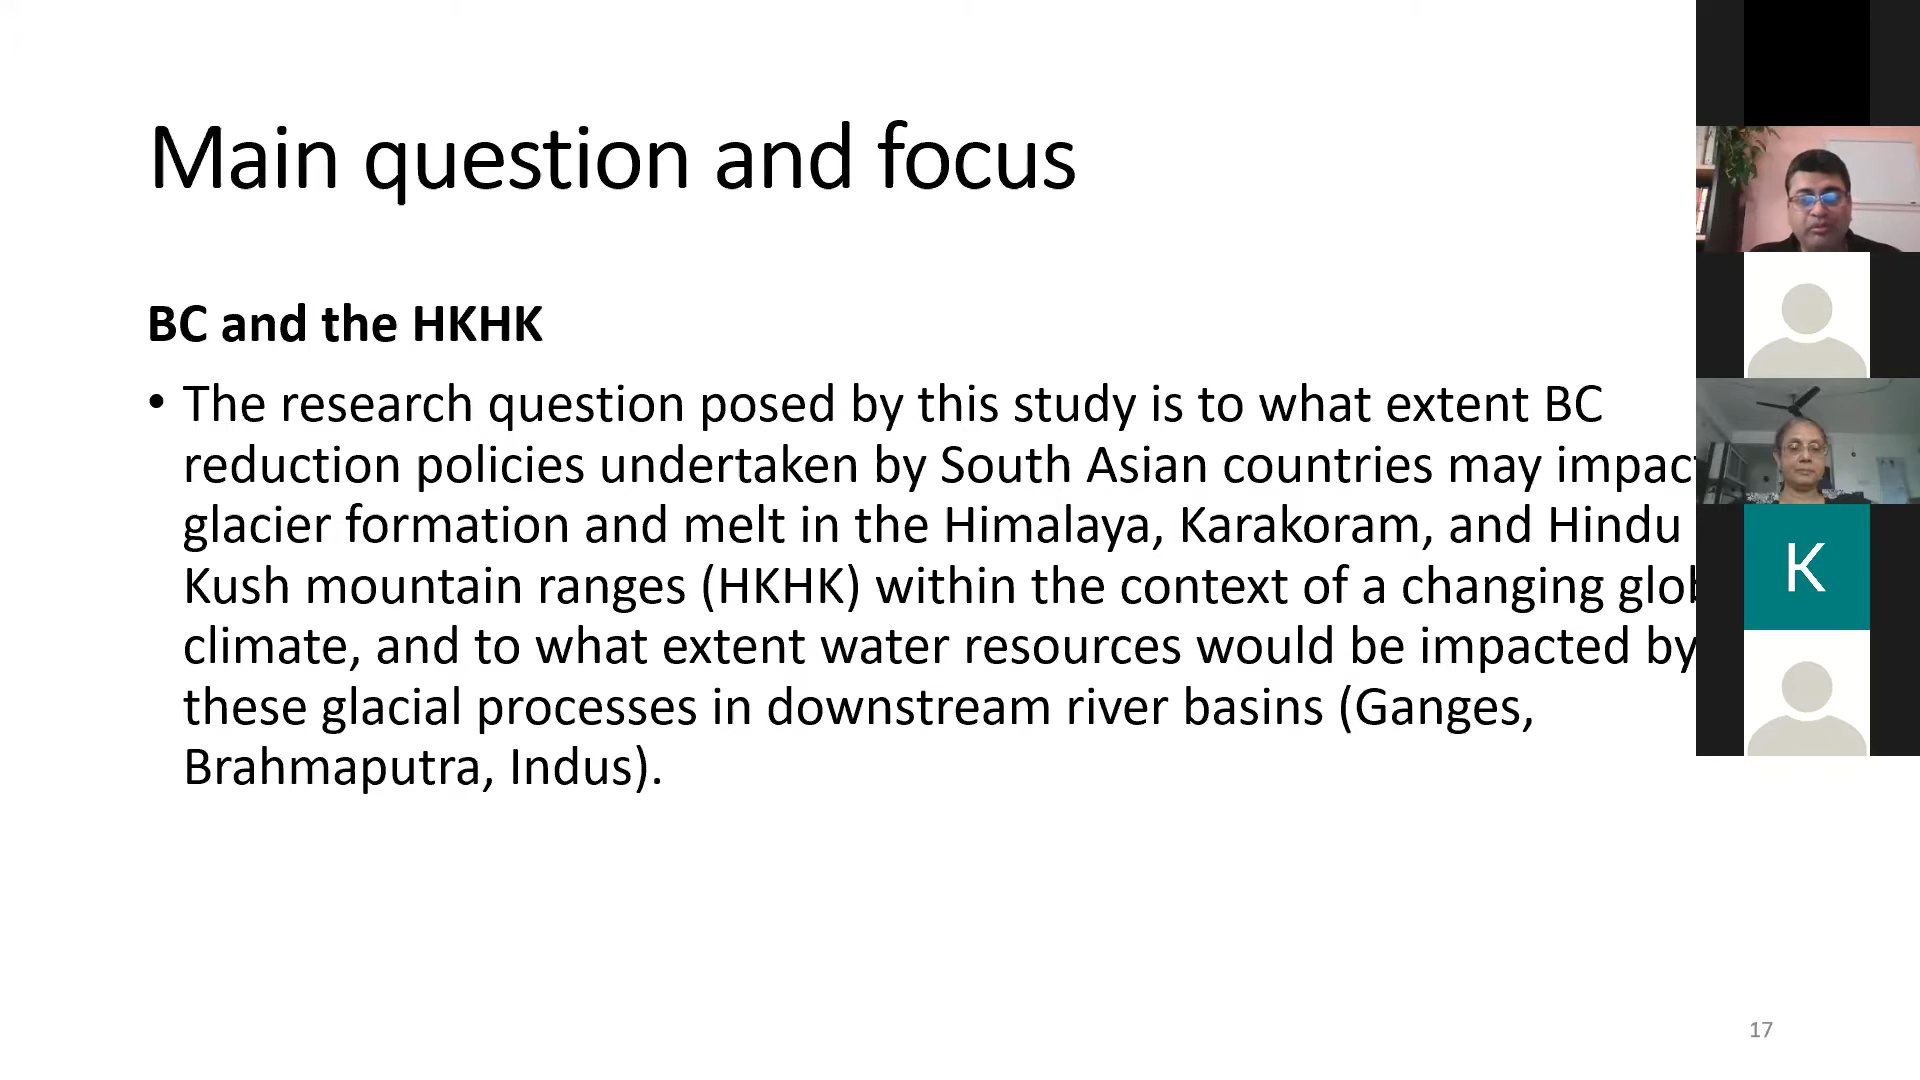 Main question and focus
BC and the HKHK
• The research question posed by this study is to what extent BC
reduction policies undertaken by South Asian countries may impac
glacier formation and melt in the Himalaya, Karakoram, and Hindu
Kush mountain ranges (HKHK) within the context of a changing glo
climate, and to what extent water resources would be impacted by
these glacial processes in downstream river basins (Ganges,
Brahmaputra, Indus).
K
17